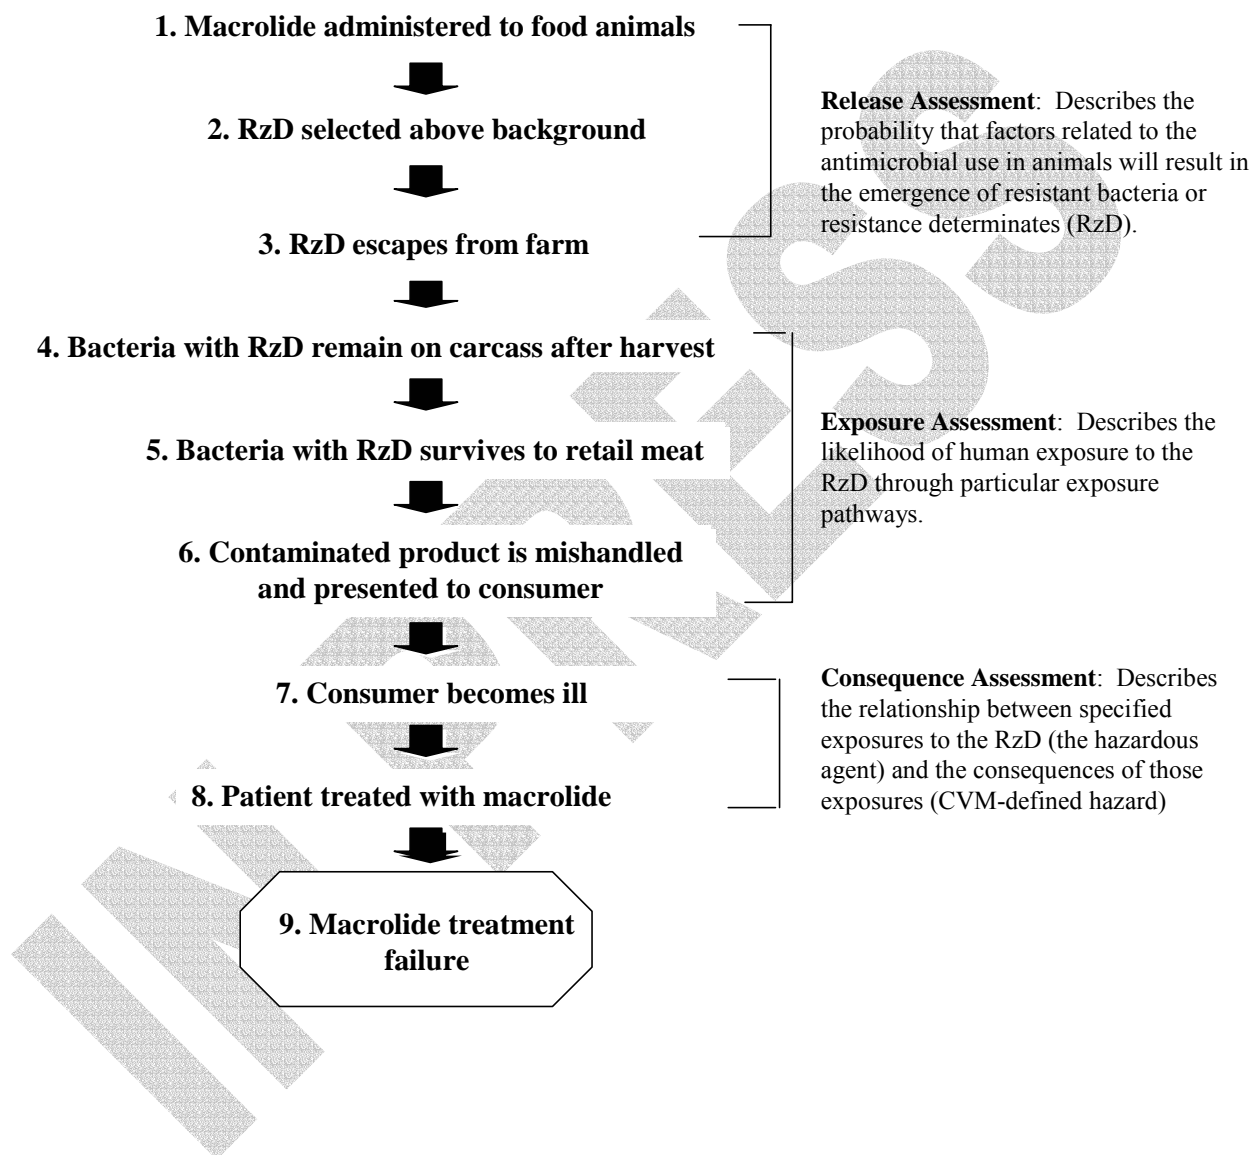 1. Macrolide administered to food animals
2. RzD selected above background
3. RzD escapes from farm
4. Bacteria with RzD remain on carcass after harvest
5. Bacteria with RzD survives to retail meat
6. Contaminated product is mishandled
and presented to consumer
7. Consumer becomes ill
8. Patient treated with macrolide
9. Macrolide treatment
failure
Release Assessment:  Describes the
probability that factors related to the
antimicrobial use in animals will result in
the emergence of resistant bacteria or
resistance determinates (RzD).
Exposure Assessment:  Describes the
likelihood of human exposure to the
RzD through particular exposure
pathways.
Consequence Assessment:  Describes
the relationship between specified
exposures to the RzD (the hazardous
agent) and the consequences of those
exposures (CVM-defined hazard)
IN PRESS